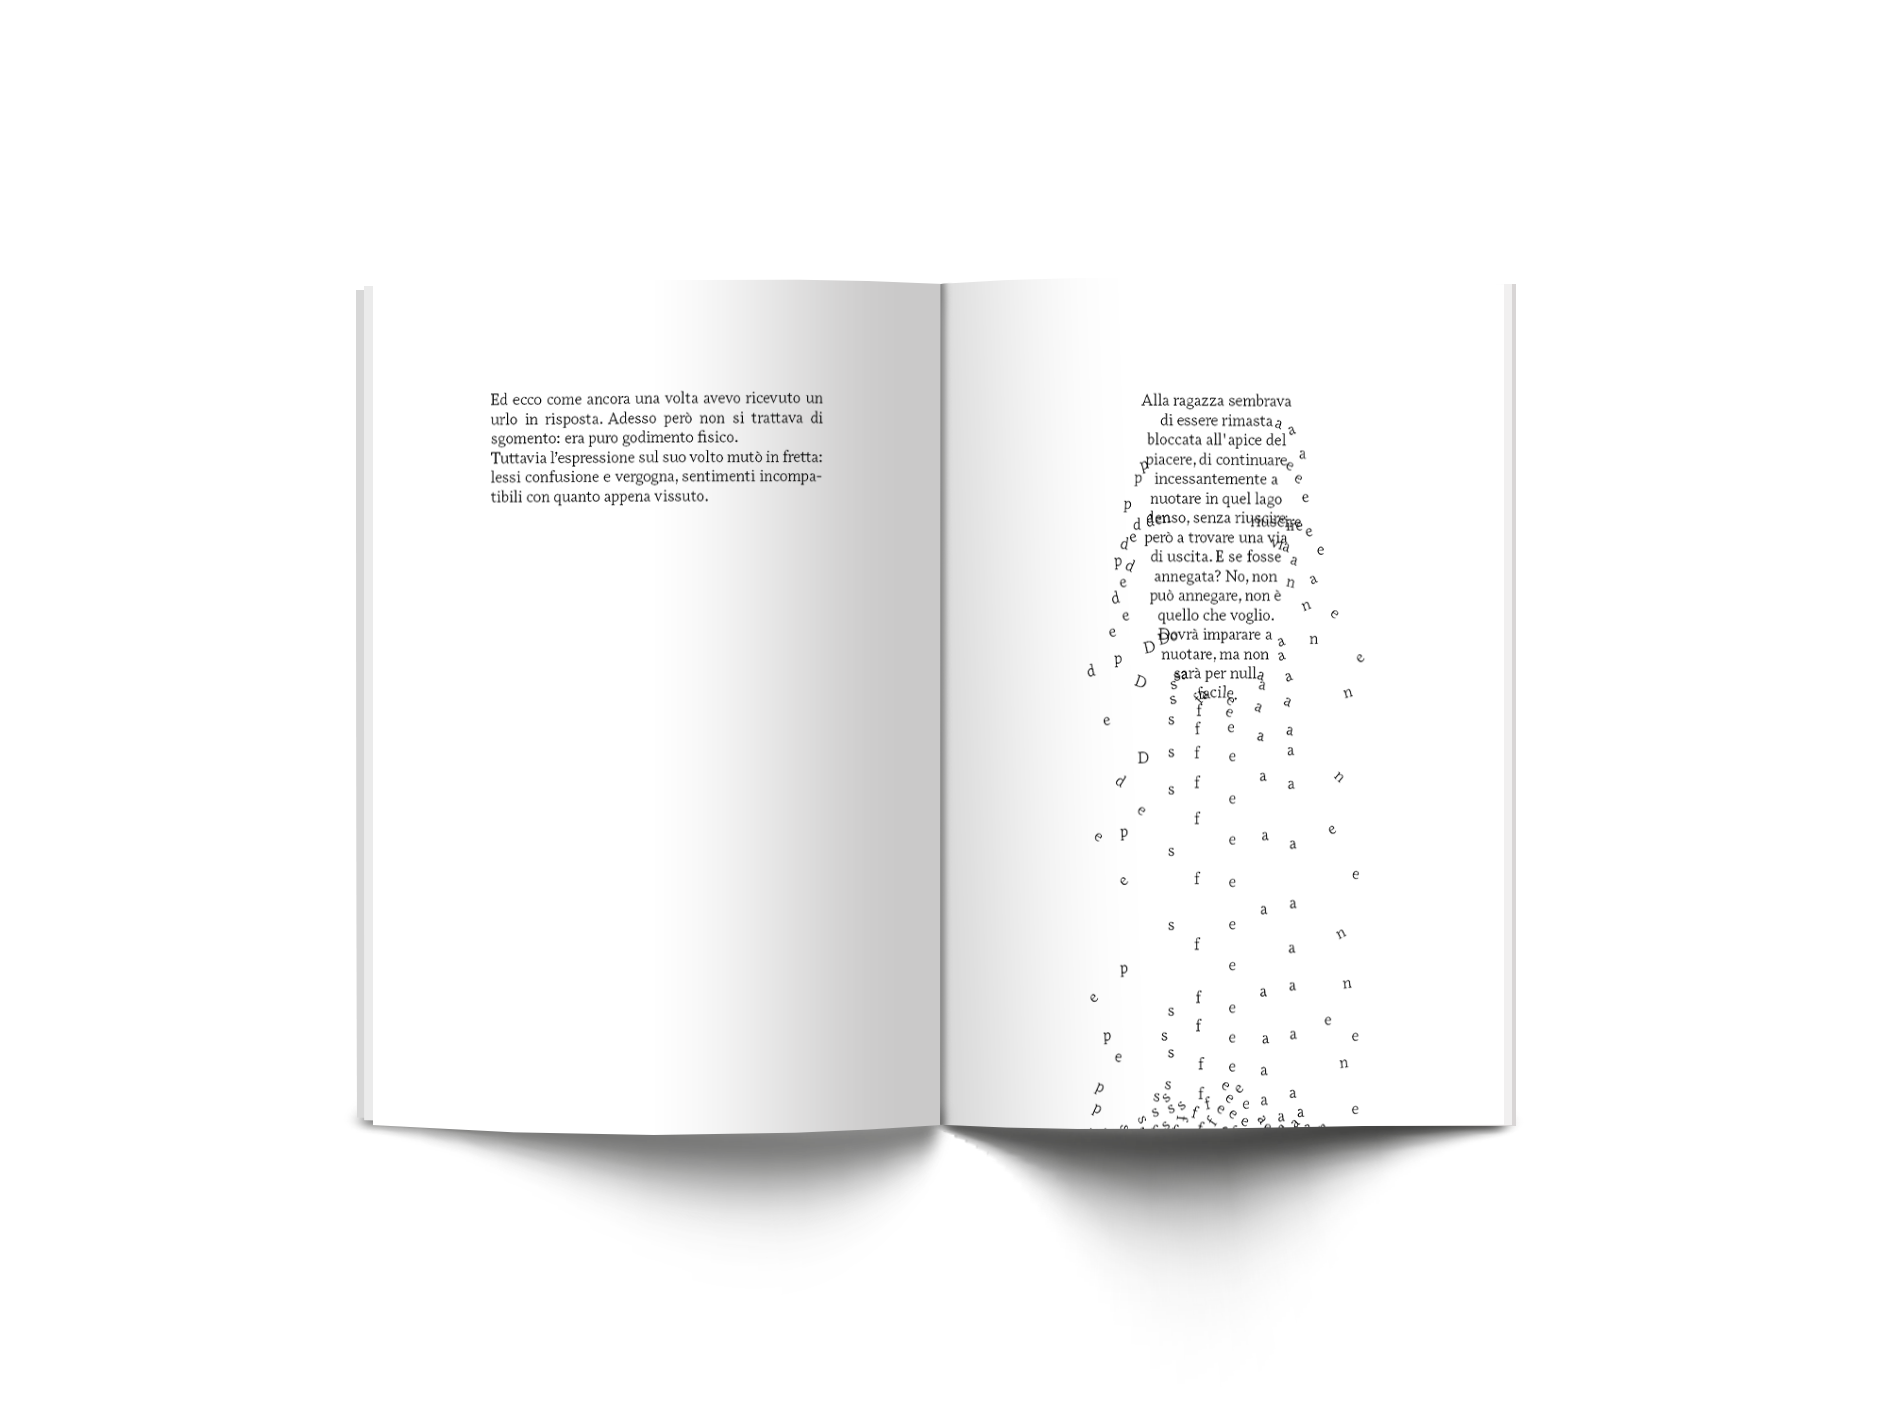 Ed ecco come ancora una volta avevo ricevuto un
urlo in risposta. Adesso però non si trattava di
sgomento: era puro godimento fisico.
Tuttavia l'espressione sul suo volto mutò in fretta:
lessi confusione e vergogna, sentimenti incompa-
tibili con quanto appena vissuto.
Alla ragazza sembrava
di essere rimasta
bloccata all'apice del
piacere, di continuare
incessantemente a
nuotare in quel lago
denso, senza riuscire
però a trovare una via
di uscita. E se fosse
annegata? No, non
può annegare, non è
quello che voglio.
Dovrà imparare a
nuotare, ma non
sarà per nulla
facile.